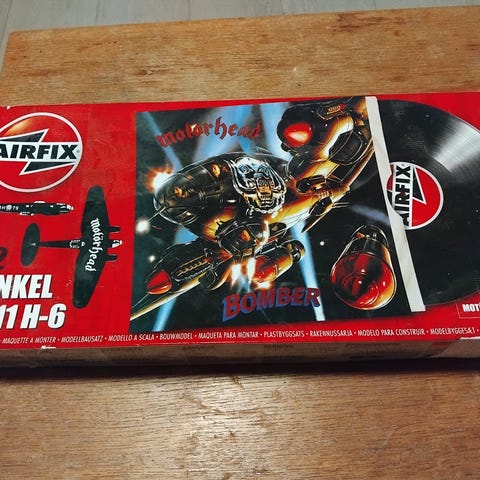 AIRFIX
motörhead
motörhead
AIRFIX
2
NKEL
11 H-6
BOMBER
MOT
MAQUETTE A MONTER • MODELLBAUSATZ • MODELLO A SCALA • BOUWMODEL • MAQUETA PARA MONTAR • PLASTBYGGSATS • RAKENNUSSARJA • MODELO PARA CONSTRUIR • MODELBYGGESÆT •